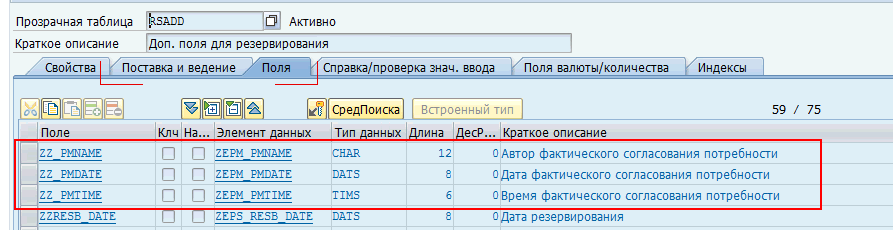 Прозрачная таблица RSADD Активно
Краткое описание Доп. поля для резервирования
Свойства Поставка и ведение Поля Справка/проверка знач. ввода Поля валюты/количества Индексы
СредПоиска Встроенный тип 59 / 75
Поле Клч На... Элемент данных Тип данных Длина ДесР... Краткое описание
ZZ_PMNAME ZEPM_PMNAME CHAR 12 0 Автор фактического согласования потребности
ZZ_PMDATE ZEPM_PMDATE DATS 8 0 Дата фактического согласования потребности
ZZ_PMTIME ZEPM_PMTIME TIMS 6 0 Время фактического согласования потребности
ZZRESB_DATE ZEPS_RESB_DATE DATS 8 0 Дата резервирования